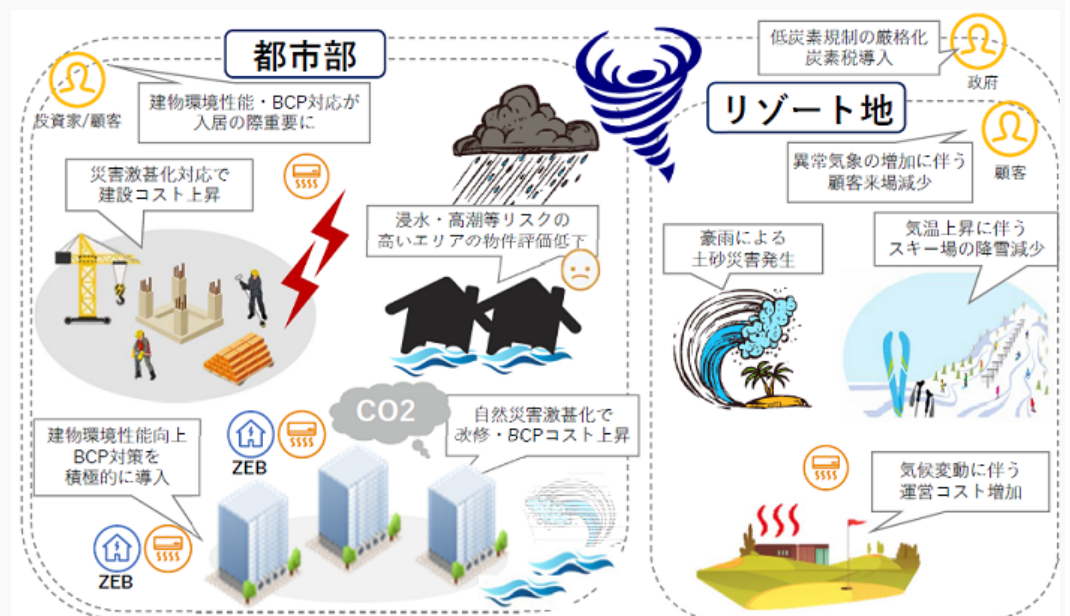 都市部
投資家/顧客
建物環境性能・BCP対応が
入居の際重要に
災害激甚化対応で
建設コスト上昇
浸水・高潮等リスクの
高いエリアの物件評価低下
建物環境性能向上
BCP対策を
積極的に導入
ZEB
ZEB
CO2
自然災害激甚化で
改修・BCPコスト上昇
低炭素規制の厳格化
炭素税導入
政府
リゾート地
異常気象の増加に伴う
顧客来場減少
顧客
豪雨による
土砂災害発生
気温上昇に伴う
スキー場の降雪減少
気候変動に伴う
運営コスト増加